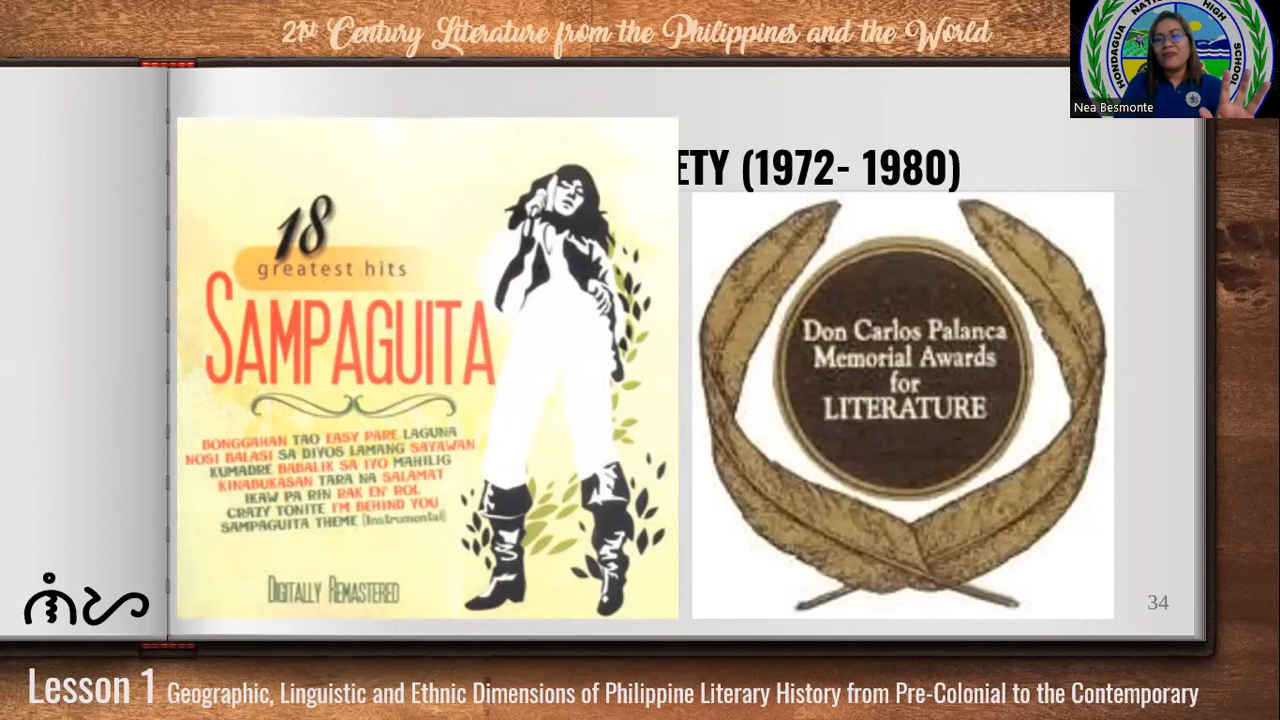 21st Century Literature from the Philippines and the World
HONDAGUA NATIONAL HIGH SCHOOL
Nea Besmonte
ETY (1972- 1980)
18
greatest hits
SAMPAGUITA
BONGGAHAN TAO EASY PARE LAGUNA
NOSI BALASI SA DIYOS LAMANG SAYAWAN
KUMADRE BABALIK SA IYO MAHILIG
KINABUKASAN TARA NA SALAMAT
IKAW PA RIN RAK EN' ROL
CRAZY TONITE I'M BEHIND YOU
SAMPAGUITA THEME (Instrumental)
DIGITALLY REMASTERED
Don Carlos Palanca
Memorial Awards
for
LITERATURE
34
Lesson 1 Geographic, Linguistic and Ethnic Dimensions of Philippine Literary History from Pre-Colonial to the Contemporary